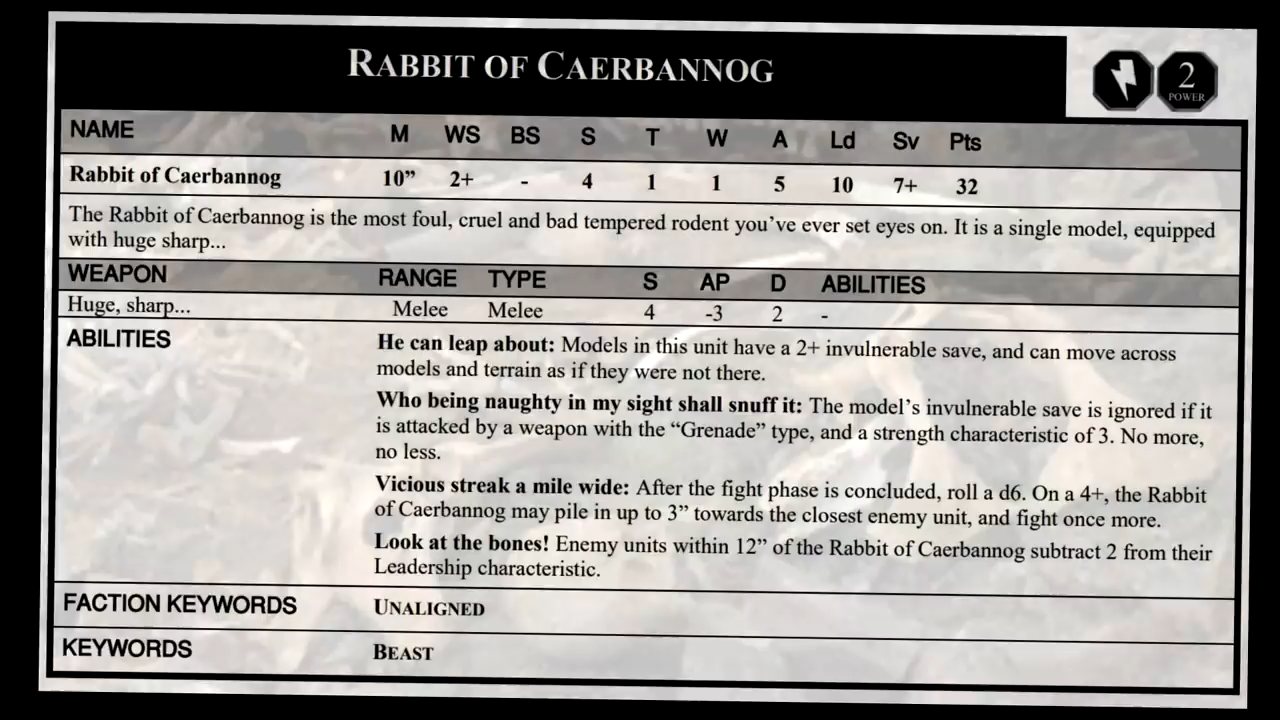 RABBIT OF CAERBANNOG
2
POWER
NAME M WS BS S T W A Ld Sv Pts
Rabbit of Caerbannog 10” 2+ - 4 1 1 5 10 7+ 32
The Rabbit of Caerbannog is the most foul, cruel and bad tempered rodent you’ve ever set eyes on. It is a single model, equipped
with huge sharp...
WEAPON RANGE TYPE S AP D ABILITIES
Huge, sharp... Melee Melee 4 -3 2 -
ABILITIES
He can leap about: Models in this unit have a 2+ invulnerable save, and can move across
models and terrain as if they were not there.
Who being naughty in my sight shall snuff it: The model’s invulnerable save is ignored if it
is attacked by a weapon with the “Grenade” type, and a strength characteristic of 3. No more,
no less.
Vicious streak a mile wide: After the fight phase is concluded, roll a d6. On a 4+, the Rabbit
of Caerbannog may pile in up to 3” towards the closest enemy unit, and fight once more.
Look at the bones! Enemy units within 12” of the Rabbit of Caerbannog subtract 2 from their
Leadership characteristic.
FACTION KEYWORDS UNALIGNED
KEYWORDS BEAST